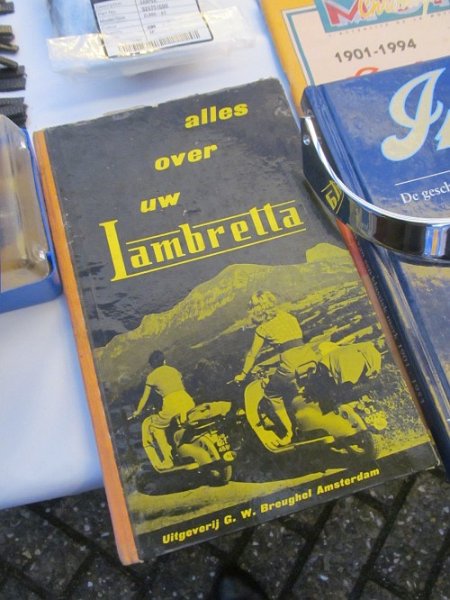 alles
over
uw
Lambretta
Uitgeverij G. W. Breughel Amsterdam
1901-1994
De gesch